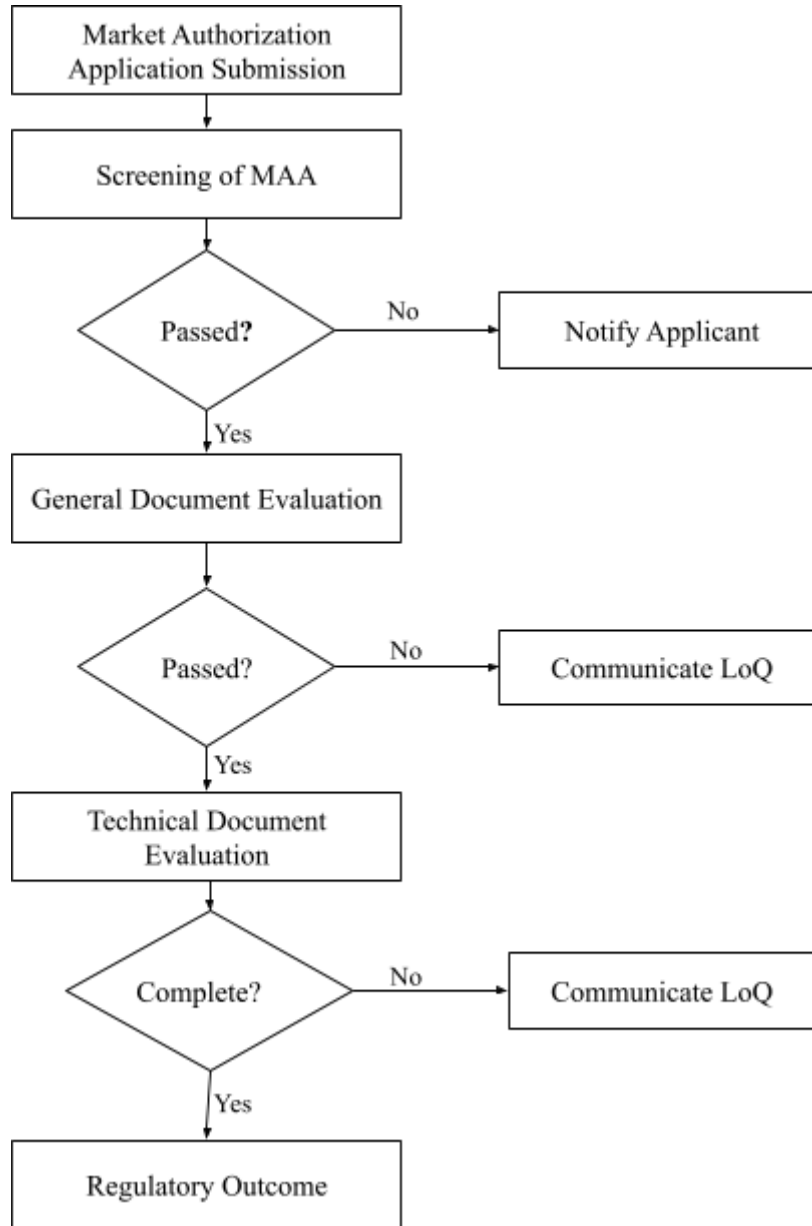 Market Authorization
Application Submission
Screening of MAA
Passed?
No
Notify Applicant
Yes
General Document Evaluation
Passed?
No
Communicate LoQ
Yes
Technical Document
Evaluation
Complete?
No
Communicate LoQ
Yes
Regulatory Outcome